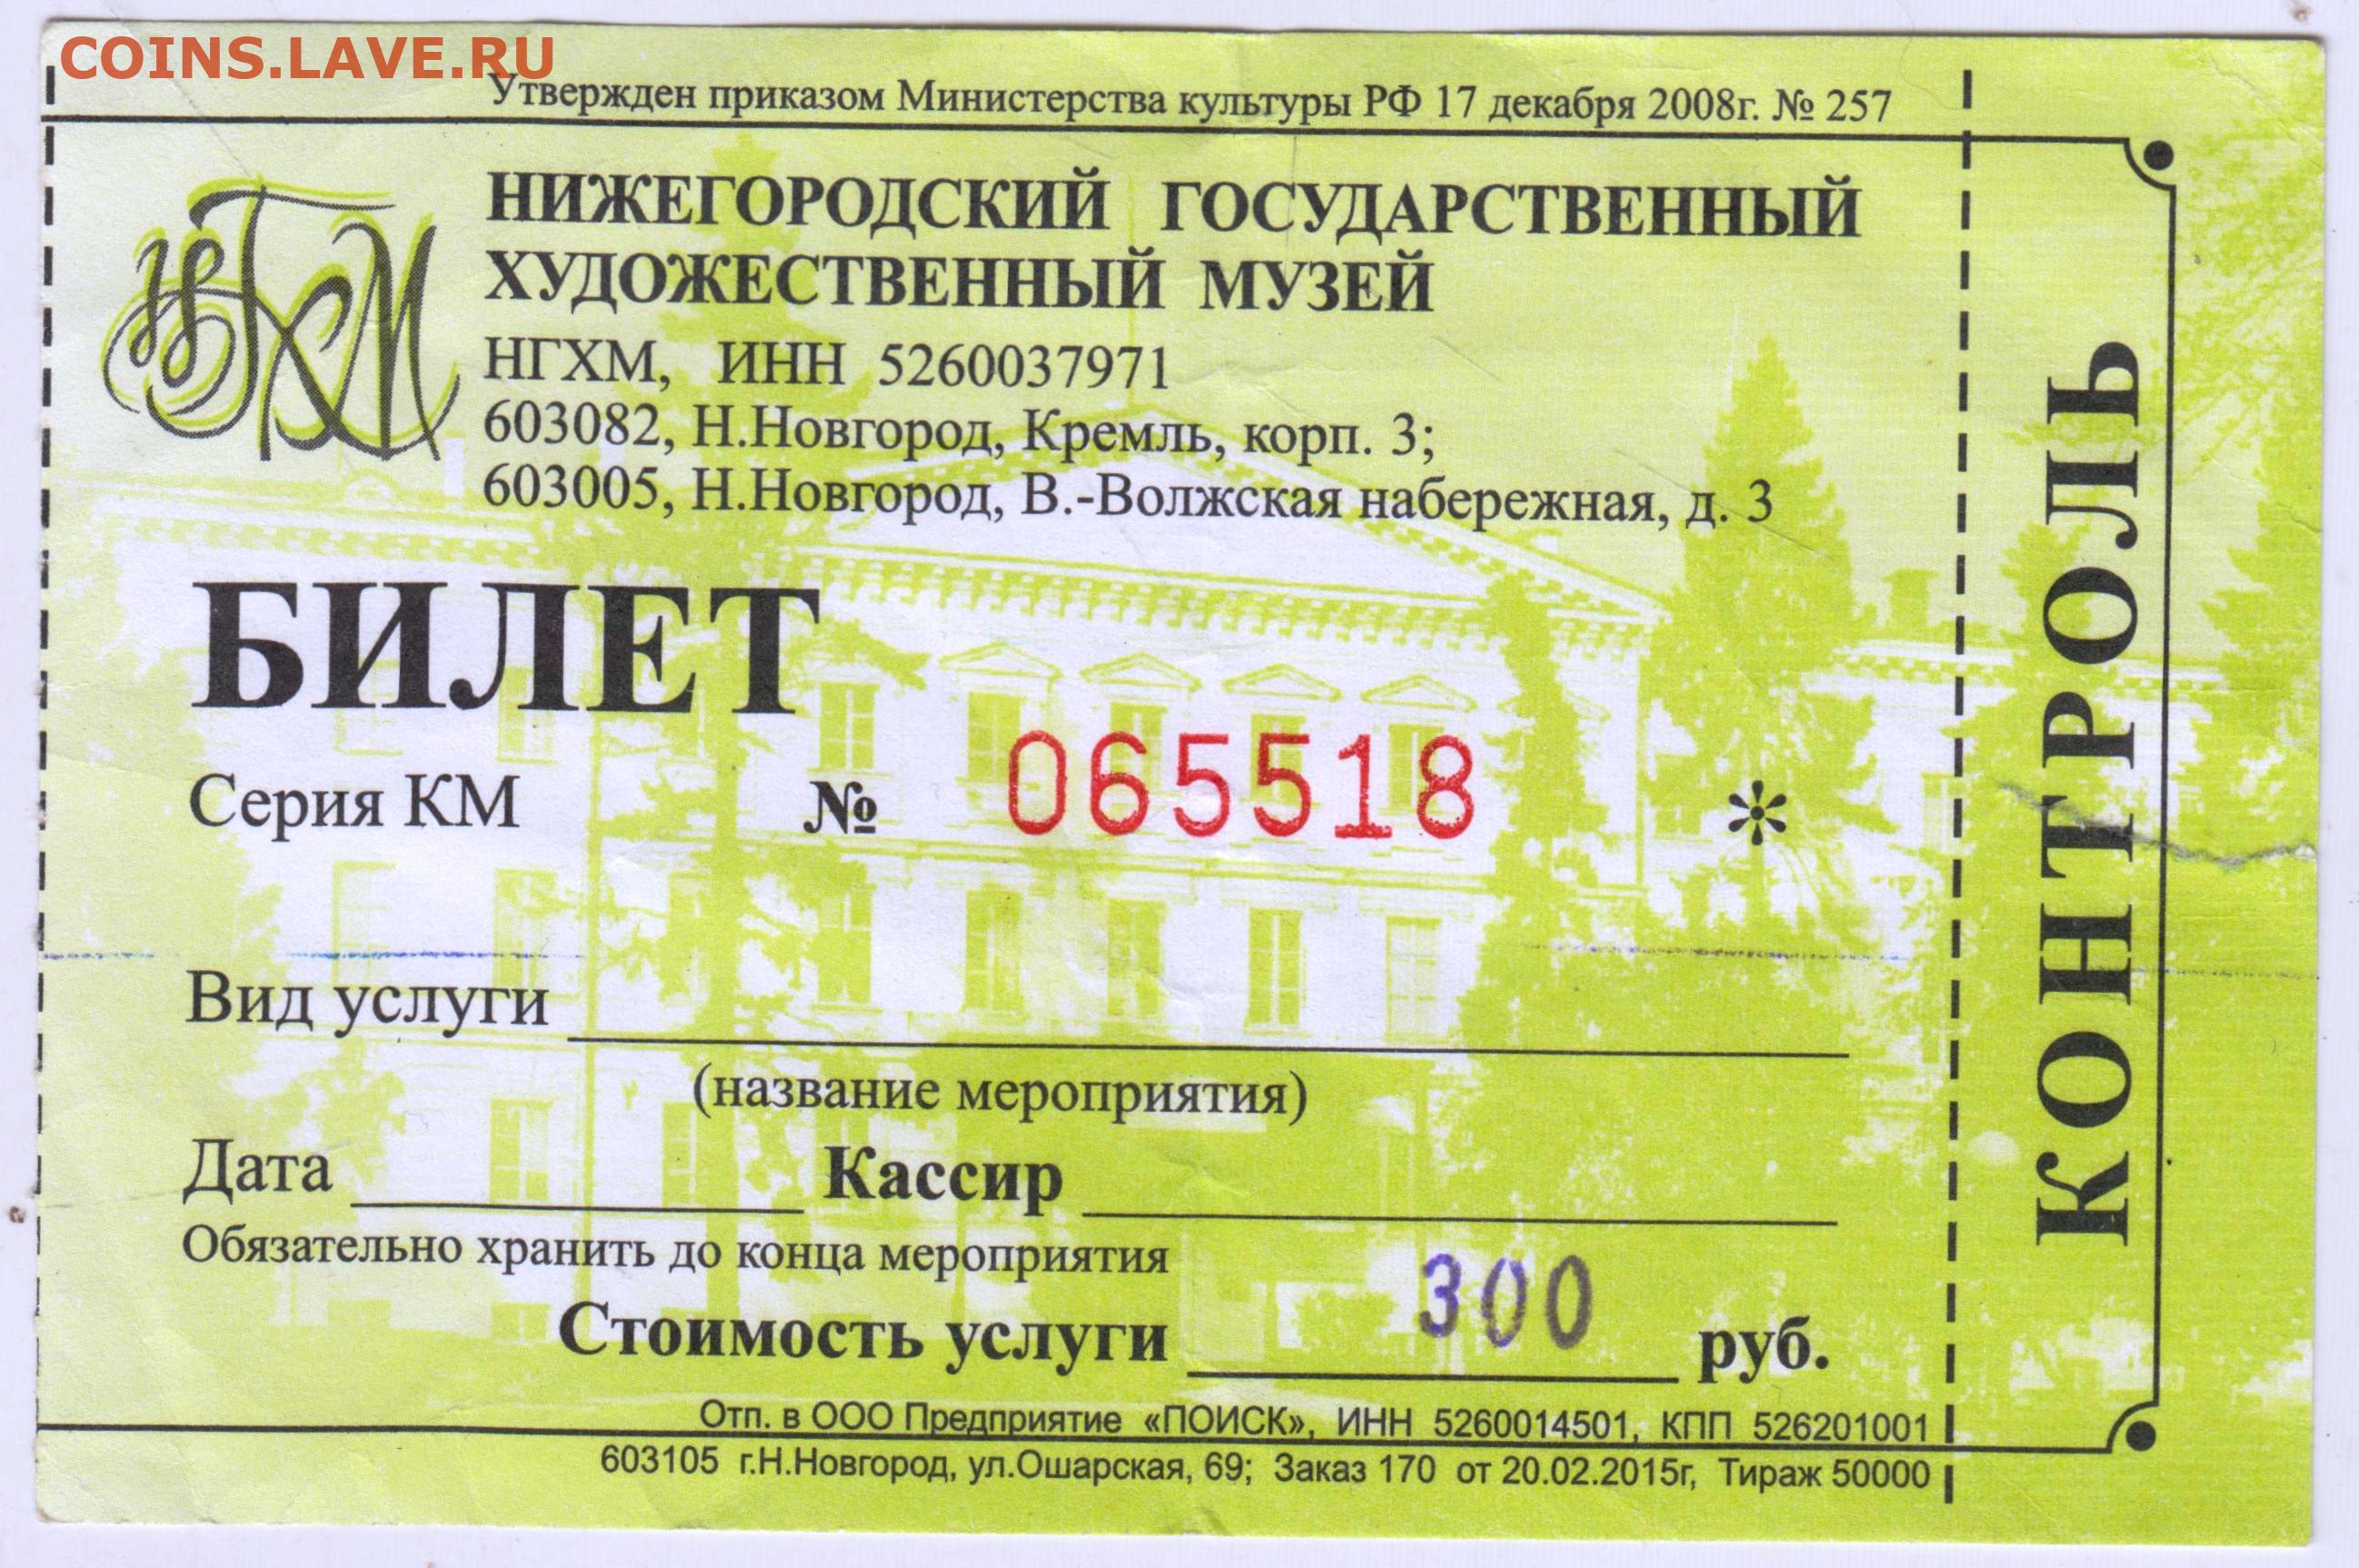 COINS.LAVE.RU
Утвержден приказом Министерства культуры РФ 17 декабря 2008г. № 257
НГХМ
НИЖЕГОРОДСКИЙ ГОСУДАРСТВЕННЫЙ
ХУДОЖЕСТВЕННЫЙ МУЗЕЙ
НГХМ, ИНН 5260037971
603082, Н.Новгород, Кремль, корп. 3;
603005, Н.Новгород, В.-Волжская набережная, д. 3
БИЛЕТ
Серия КМ № 065518 *
Вид услуги
(название мероприятия)
Дата Кассир
Обязательно хранить до конца мероприятия
Стоимость услуги 300 руб.
Отп. в ООО Предприятие «ПОИСК», ИНН 5260014501, КПП 526201001
603105 г.Н.Новгород, ул.Ошарская, 69; Заказ 170 от 20.02.2015г, Тираж 50000
КОНТРОЛЬ